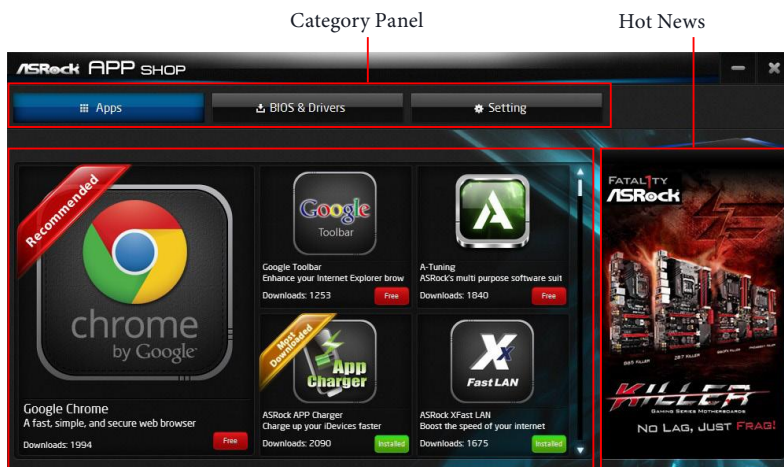 Category Panel
Hot News
ASRock APP SHOP
Apps
BIOS & Drivers
Setting
Recommended
chrome
by Google
Google Chrome
A fast, simple, and secure web browser
Downloads: 1994
Free
Google
Toolbar
Google Toolbar
Enhance your Internet Explorer brow
Downloads: 1253
Free
A-Tuning
ASRock's multi purpose software suit
Downloads: 1840
Free
Most
Downloaded
App
Charger
ASRock APP Charger
Charge up your iDevices faster
Downloads: 2090
Installed
Fast LAN
ASRock XFast LAN
Boost the speed of your internet
Downloads: 1675
Installed
FATAL1TY
ASRock
B85 KILLER
Z87 KILLER
KILLER
GAMING SERIES MOTHERBOARDS
NO LAG, JUST FRAG!